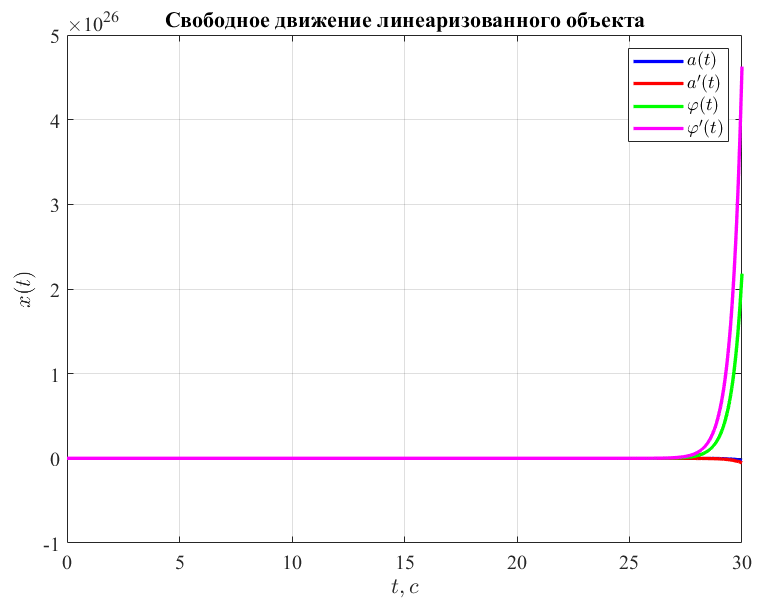 Свободное движение линеаризованного объекта
×10^26
5
4
3
2
1
0
-1
x(t)
a(t)
a′(t)
φ(t)
φ′(t)
0 5 10 15 20 25 30
t, c